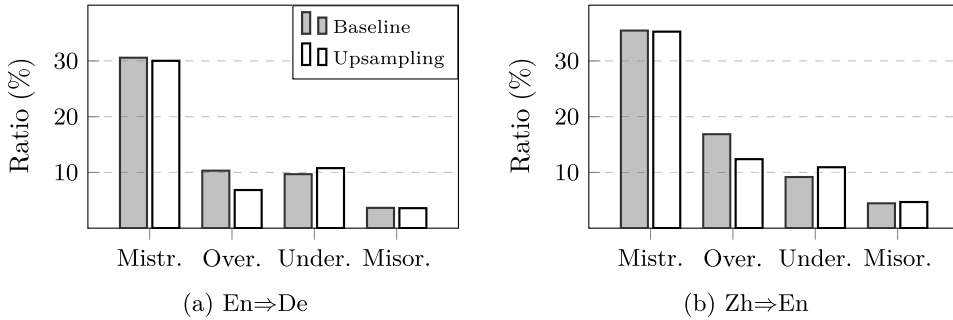 Ratio (%)
30
20
10
Baseline
Upsampling
Mistr. Over. Under. Misor.
(a) En⇒De
Ratio (%)
30
20
10
Mistr. Over. Under. Misor.
(b) Zh⇒En